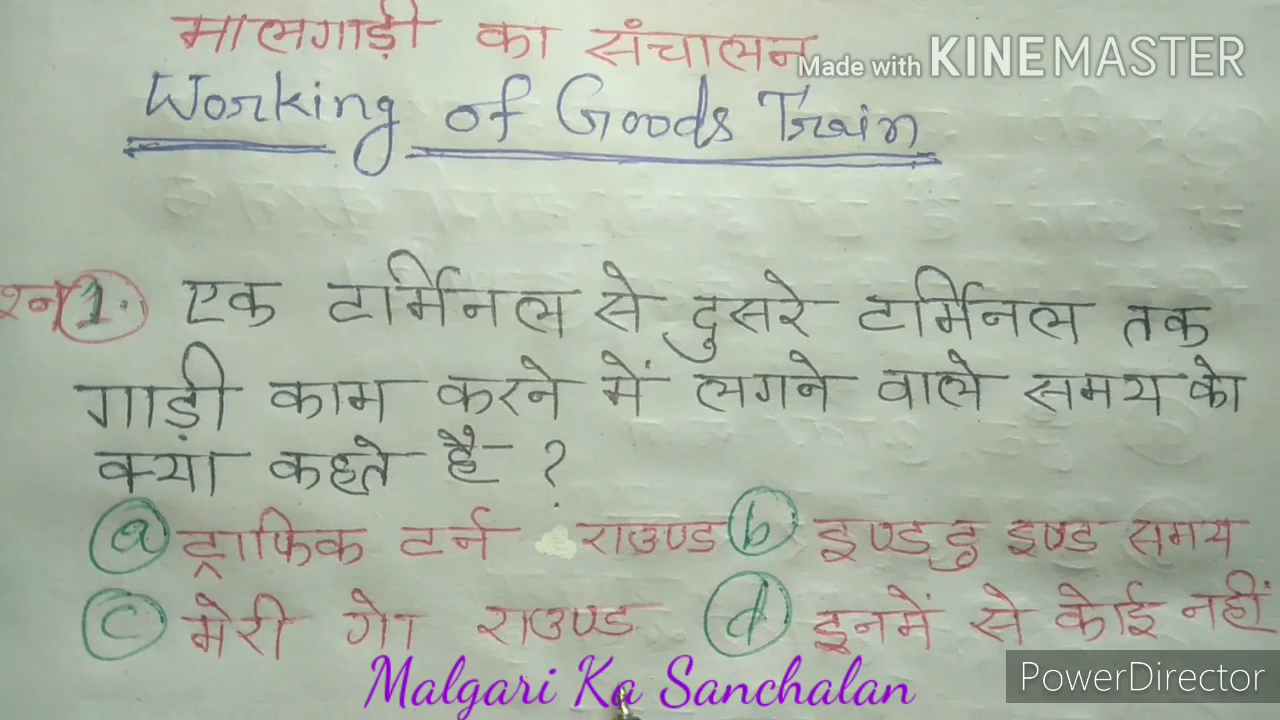 मालगाड़ी का संचालन
Made with KINEMASTER
Working of Goods Train
श्न 1. एक टर्मिनल से दुसरे टर्मिनल तक
गाड़ी काम करने में लगने वाले समय को
क्या कहते है ?
(a) ट्राफिक टर्न राउण्ड (b) इण्ड टु इण्ड समय
(c) मेरी गो राउण्ड (d) इनमें से कोई नहीं
Malgari Ka Sanchalan
PowerDirector